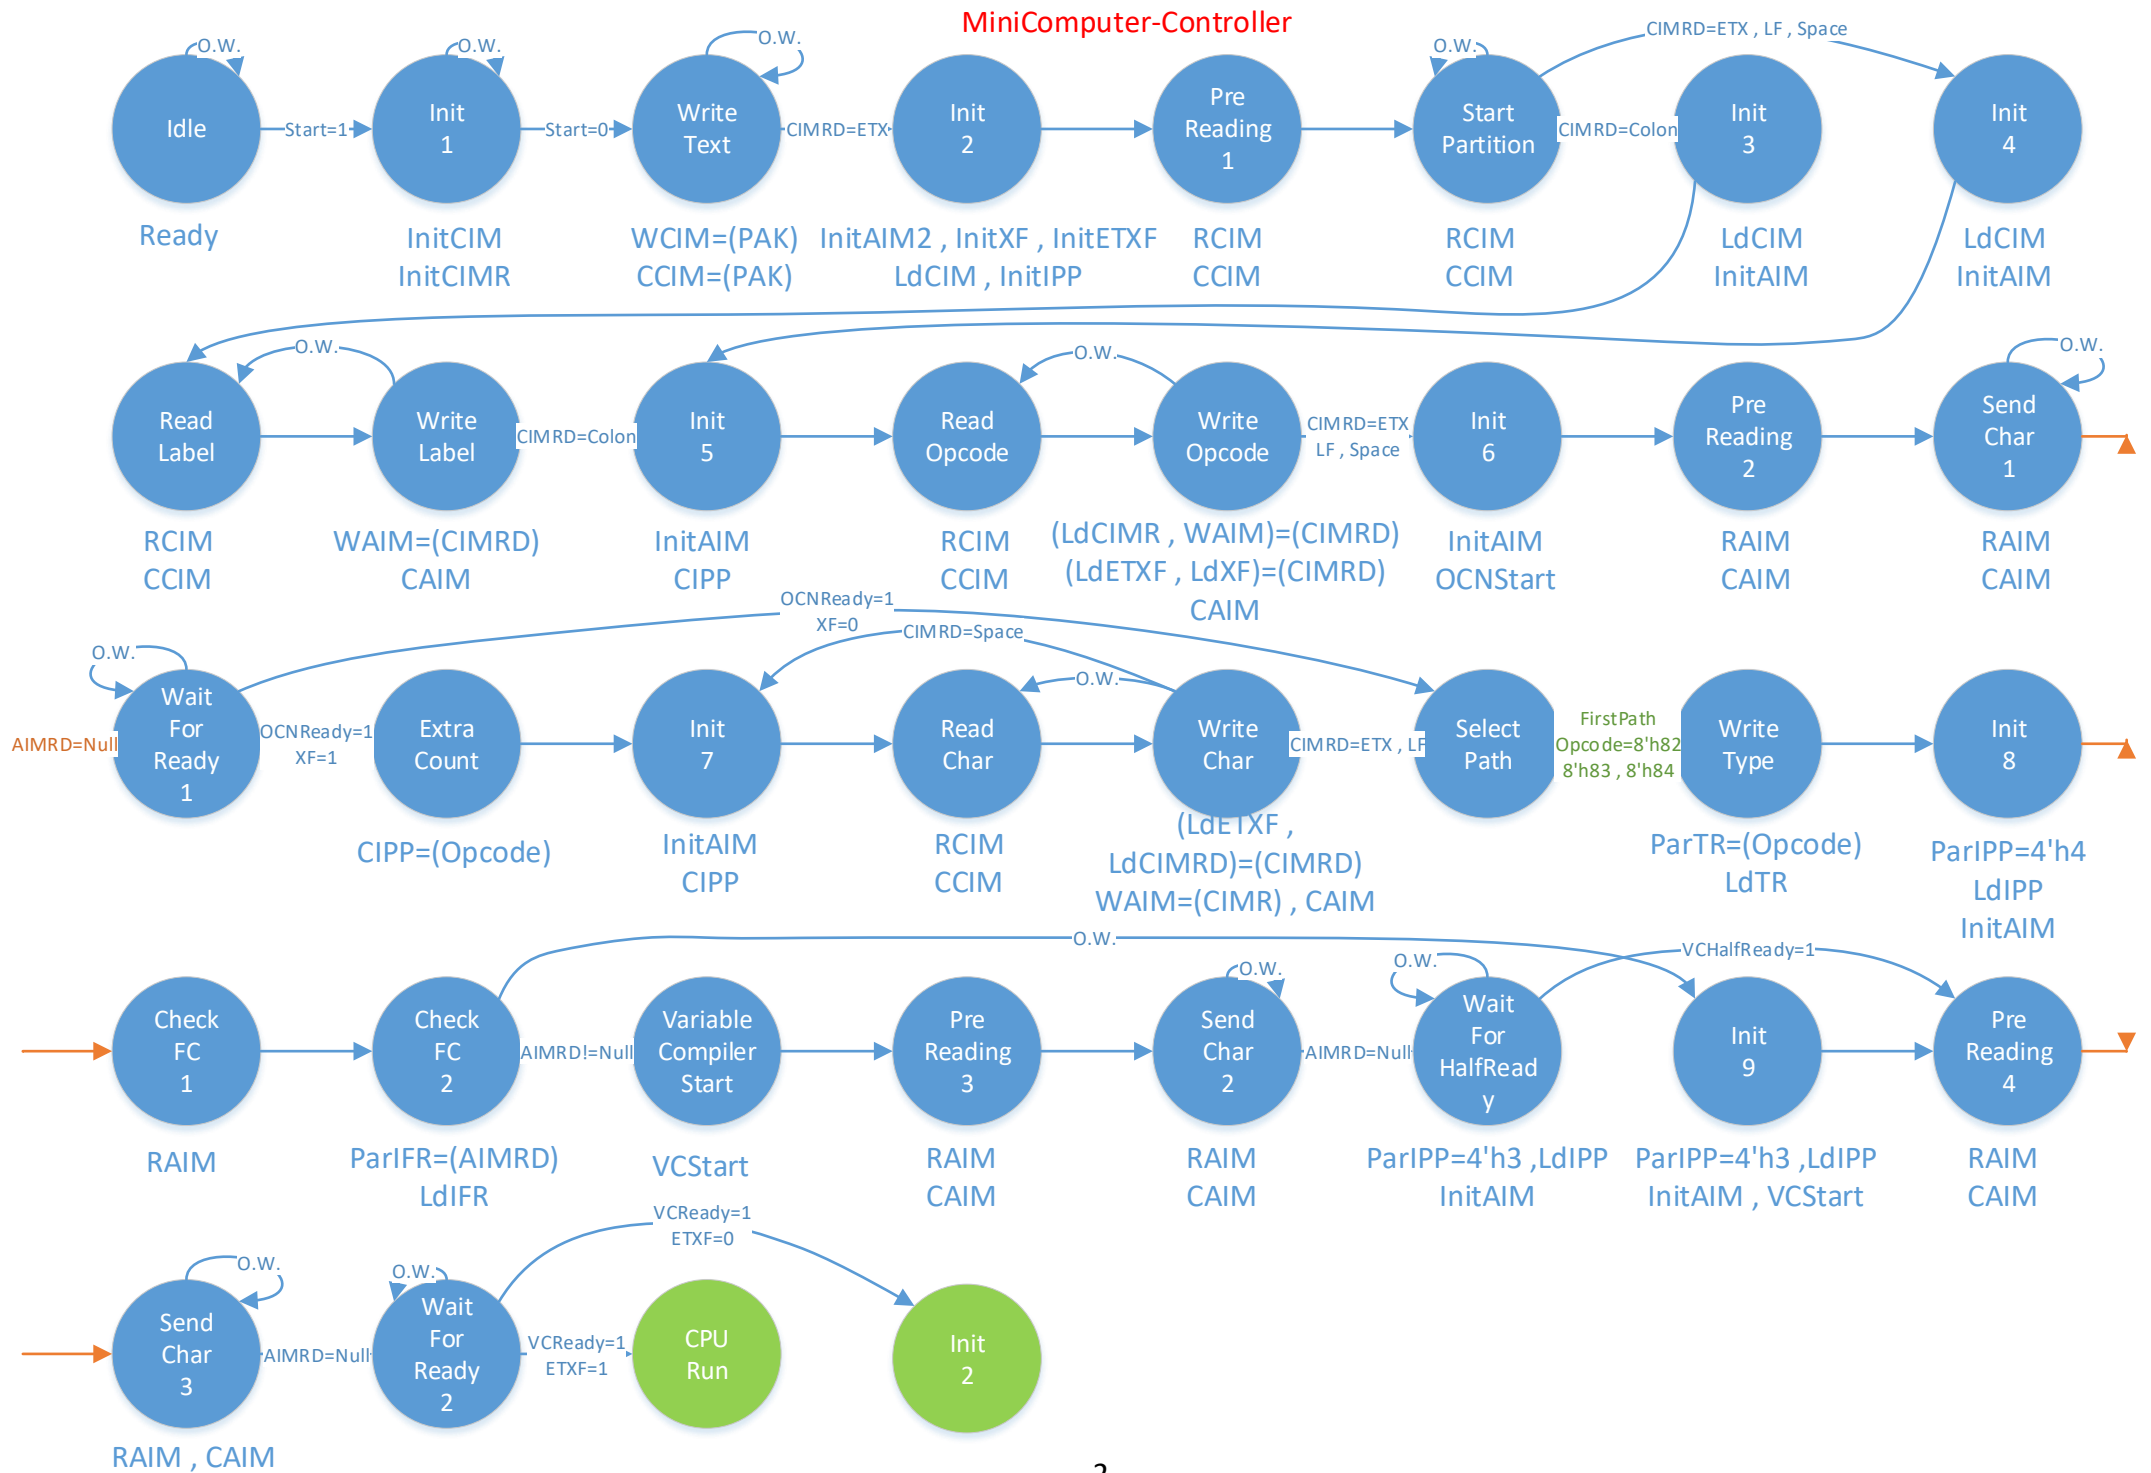 MiniComputer-Controller
O.W.
O.W.
O.W.
O.W.
CIMRD=ETX , LF , Space
Idle
Start=1
Init
1
Start=0
Write
Text
CIMRD=ETX
Init
2
Pre
Reading
1
Start
Partition
CIMRD=Colon
Init
3
Init
4
Ready
InitCIM
InitCIMR
WCIM=(PAK)
CCIM=(PAK)
InitAIM2 , InitXF , InitETXF
LdCIM , InitIPP
RCIM
CCIM
RCIM
CCIM
LdCIM
InitAIM
LdCIM
InitAIM
O.W.
O.W.
O.W.
Read
Label
Write
Label
CIMRD=Colon
Init
5
Read
Opcode
Write
Opcode
CIMRD=ETX
LF , Space
Init
6
Pre
Reading
2
Send
Char
1
RCIM
CCIM
WAIM=(CIMRD)
CAIM
InitAIM
CIPP
RCIM
CCIM
(LdCIMR , WAIM)=(CIMRD)
(LdETXF , LdXF)=(CIMRD)
CAIM
InitAIM
OCNStart
RAIM
CAIM
RAIM
CAIM
OCNReady=1
XF=0
CIMRD=Space
O.W.
O.W.
AIMRD=Null
Wait
For
Ready
1
OCNReady=1
XF=1
Extra
Count
Init
7
Read
Char
Write
Char
CIMRD=ETX , LF
Select
Path
FirstPath
Opcode=8'h82
8'h83 , 8'h84
Write
Type
Init
8
CIPP=(Opcode)
InitAIM
CIPP
RCIM
CCIM
(LdETXF ,
LdCIMRD)=(CIMRD)
WAIM=(CIMR) , CAIM
ParTR=(Opcode)
LdTR
ParIPP=4'h4
LdIPP
InitAIM
O.W.
O.W.
O.W.
VCHalfReady=1
Check
FC
1
Check
FC
2
AIMRD!=Null
Variable
Compiler
Start
Pre
Reading
3
Send
Char
2
AIMRD=Null
Wait
For
HalfRead
y
Init
9
Pre
Reading
4
RAIM
ParIFR=(AIMRD)
LdIFR
VCStart
RAIM
CAIM
RAIM
CAIM
ParIPP=4'h3 ,LdIPP
InitAIM
ParIPP=4'h3 ,LdIPP
InitAIM , VCStart
RAIM
CAIM
VCReady=1
ETXF=0
O.W.
O.W.
Send
Char
3
AIMRD=Null
Wait
For
Ready
2
VCReady=1
ETXF=1
CPU
Run
Init
2
RAIM , CAIM